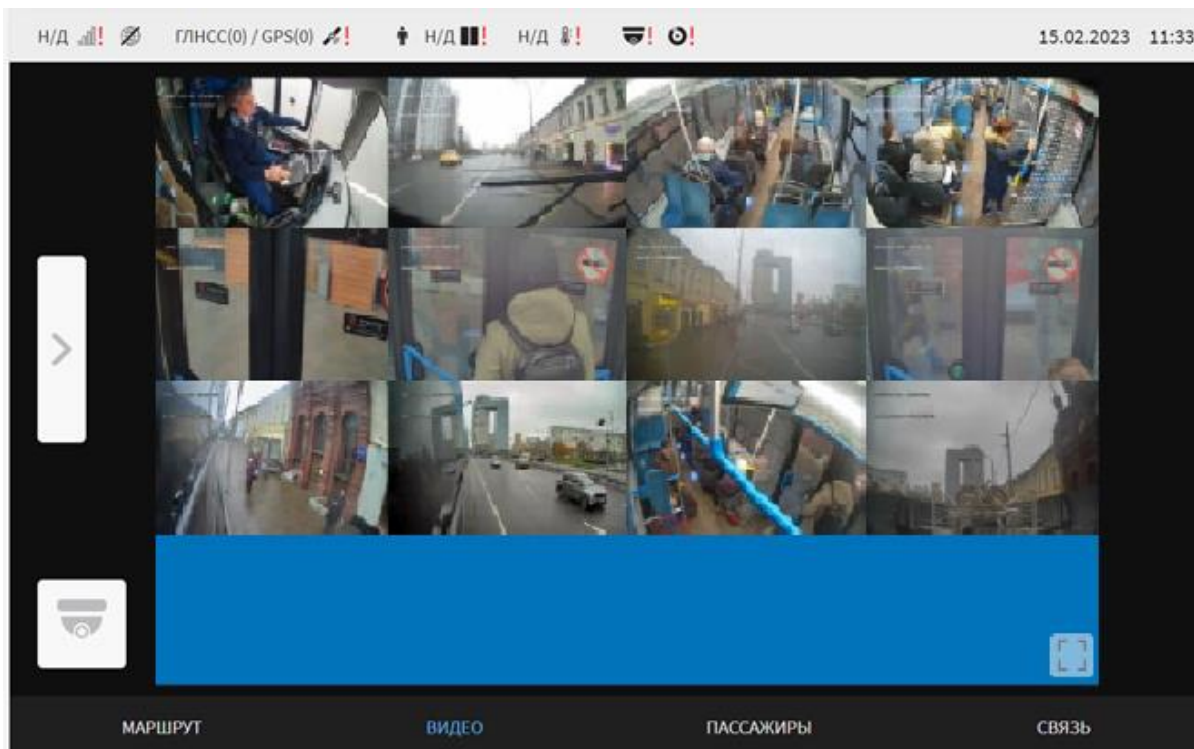 Н/Д ! ГЛНСС(0) / GPS(0) ! Н/Д ! Н/Д ! ! ! 15.02.2023 11:33
МАРШРУТ ВИДЕО ПАССАЖИРЫ СВЯЗЬ